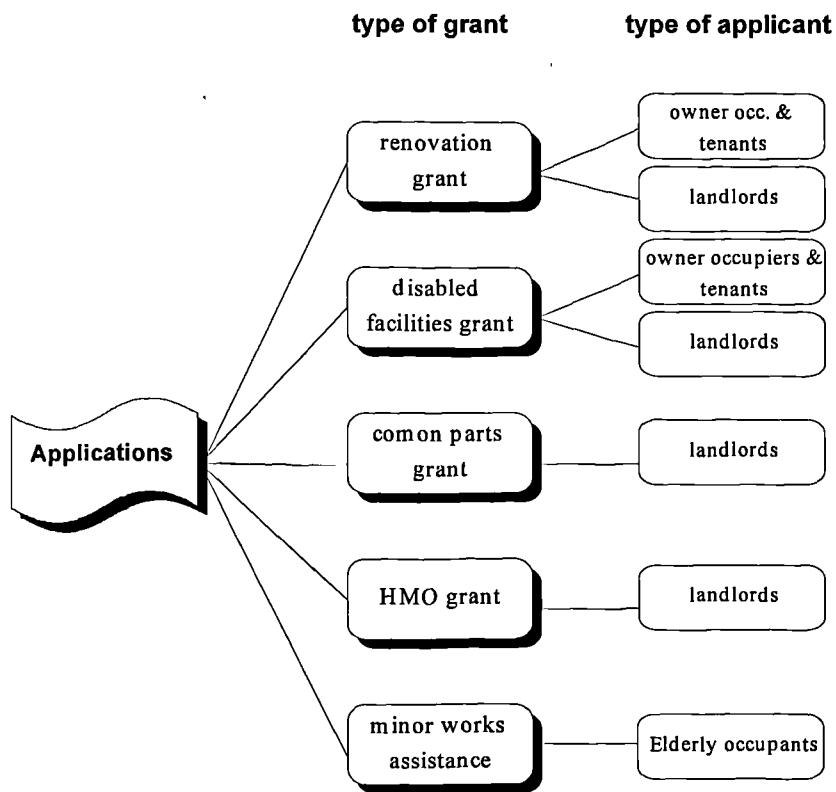 type of grant
type of applicant
renovation
grant
owner occ. &
tenants
landlords
disabled
facilities grant
owner occupiers &
tenants
landlords
Applications
comon parts
grant
landlords
HMO grant
landlords
minor works
assistance
Elderly occupants